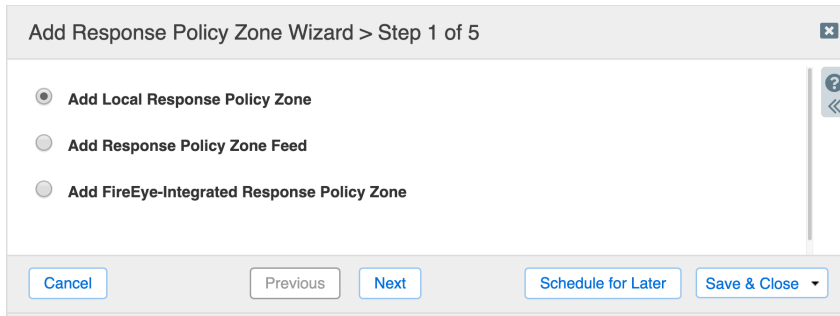 Add Response Policy Zone Wizard > Step 1 of 5
Add Local Response Policy Zone
Add Response Policy Zone Feed
Add FireEye-Integrated Response Policy Zone
Cancel Previous Next Schedule for Later Save & Close